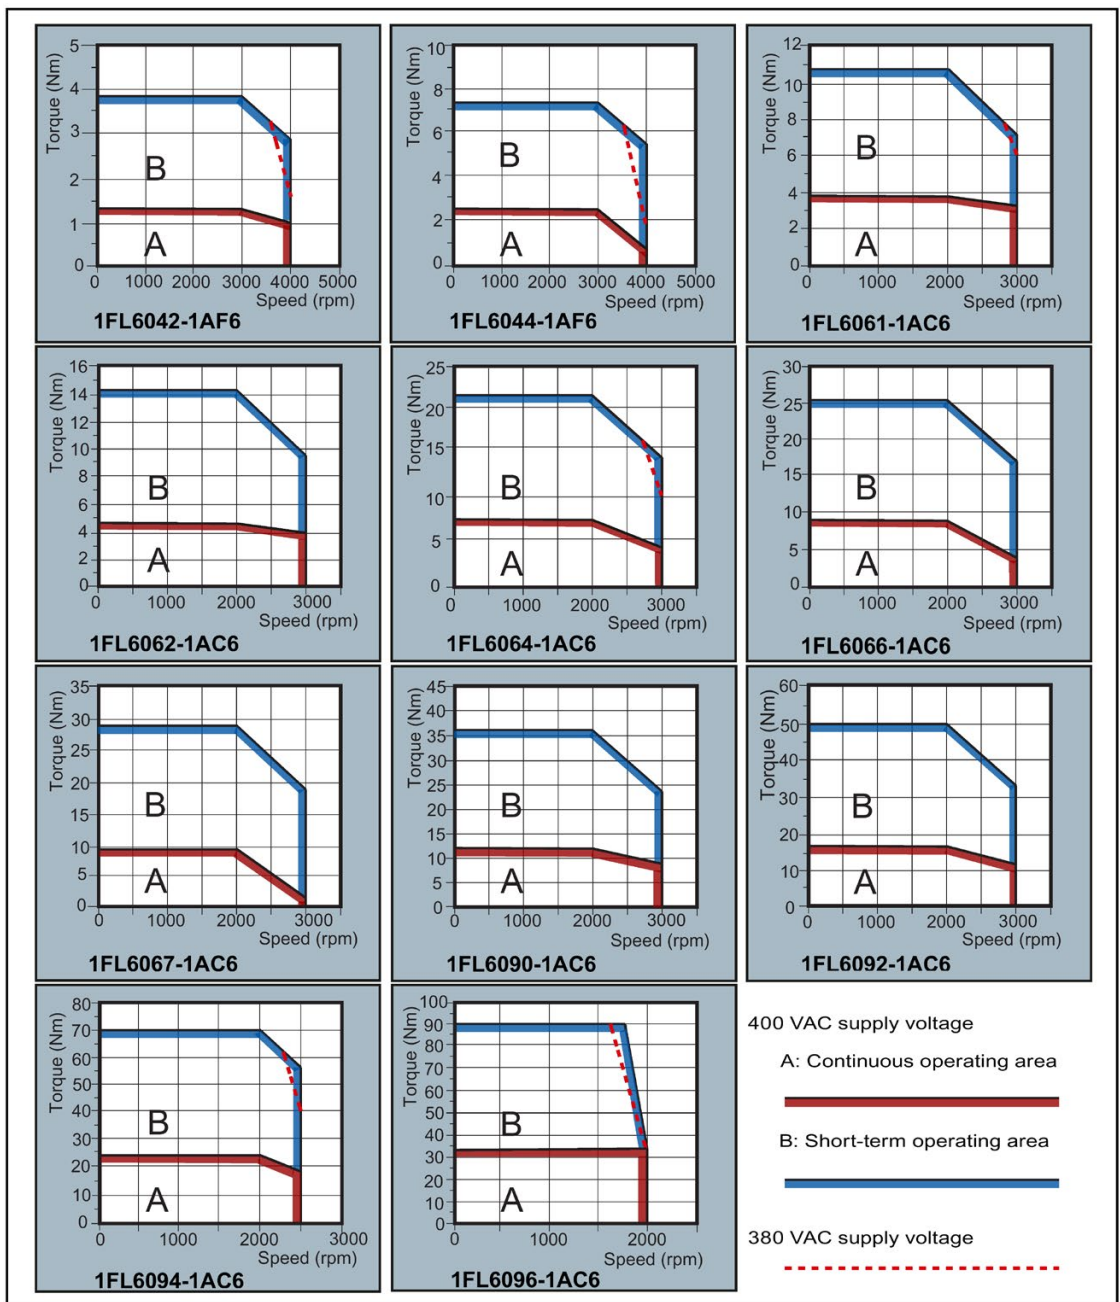 Torque (Nm)
5
4
3
2
1
0
B
A
0 1000 2000 3000 4000 5000
Speed (rpm)
1FL6042-1AF6
Torque (Nm)
10
8
6
4
2
0
B
A
0 1000 2000 3000 4000 5000
Speed (rpm)
1FL6044-1AF6
Torque (Nm)
12
10
8
6
4
2
0
B
A
0 1000 2000 3000
Speed (rpm)
1FL6061-1AC6
Torque (Nm)
16
14
12
10
8
6
4
2
0
B
A
0 1000 2000 3000
Speed (rpm)
1FL6062-1AC6
Torque (Nm)
25
20
15
10
5
0
B
A
0 1000 2000 3000
Speed (rpm)
1FL6064-1AC6
Torque (Nm)
30
25
20
15
10
5
0
B
A
0 1000 2000 3000
Speed (rpm)
1FL6066-1AC6
Torque (Nm)
35
30
25
20
15
10
5
0
B
A
0 1000 2000 3000
Speed (rpm)
1FL6067-1AC6
Torque (Nm)
45
40
35
30
25
20
15
10
5
0
B
A
0 1000 2000 3000
Speed (rpm)
1FL6090-1AC6
Torque (Nm)
60
50
40
30
20
10
0
B
A
0 1000 2000 3000
Speed (rpm)
1FL6092-1AC6
Torque (Nm)
80
70
60
50
40
30
20
10
0
B
A
0 1000 2000 3000
Speed (rpm)
1FL6094-1AC6
Torque (Nm)
100
90
80
70
60
50
40
30
20
10
0
B
A
0 1000 2000
Speed (rpm)
1FL6096-1AC6
400 VAC supply voltage
A: Continuous operating area
B: Short-term operating area
380 VAC supply voltage